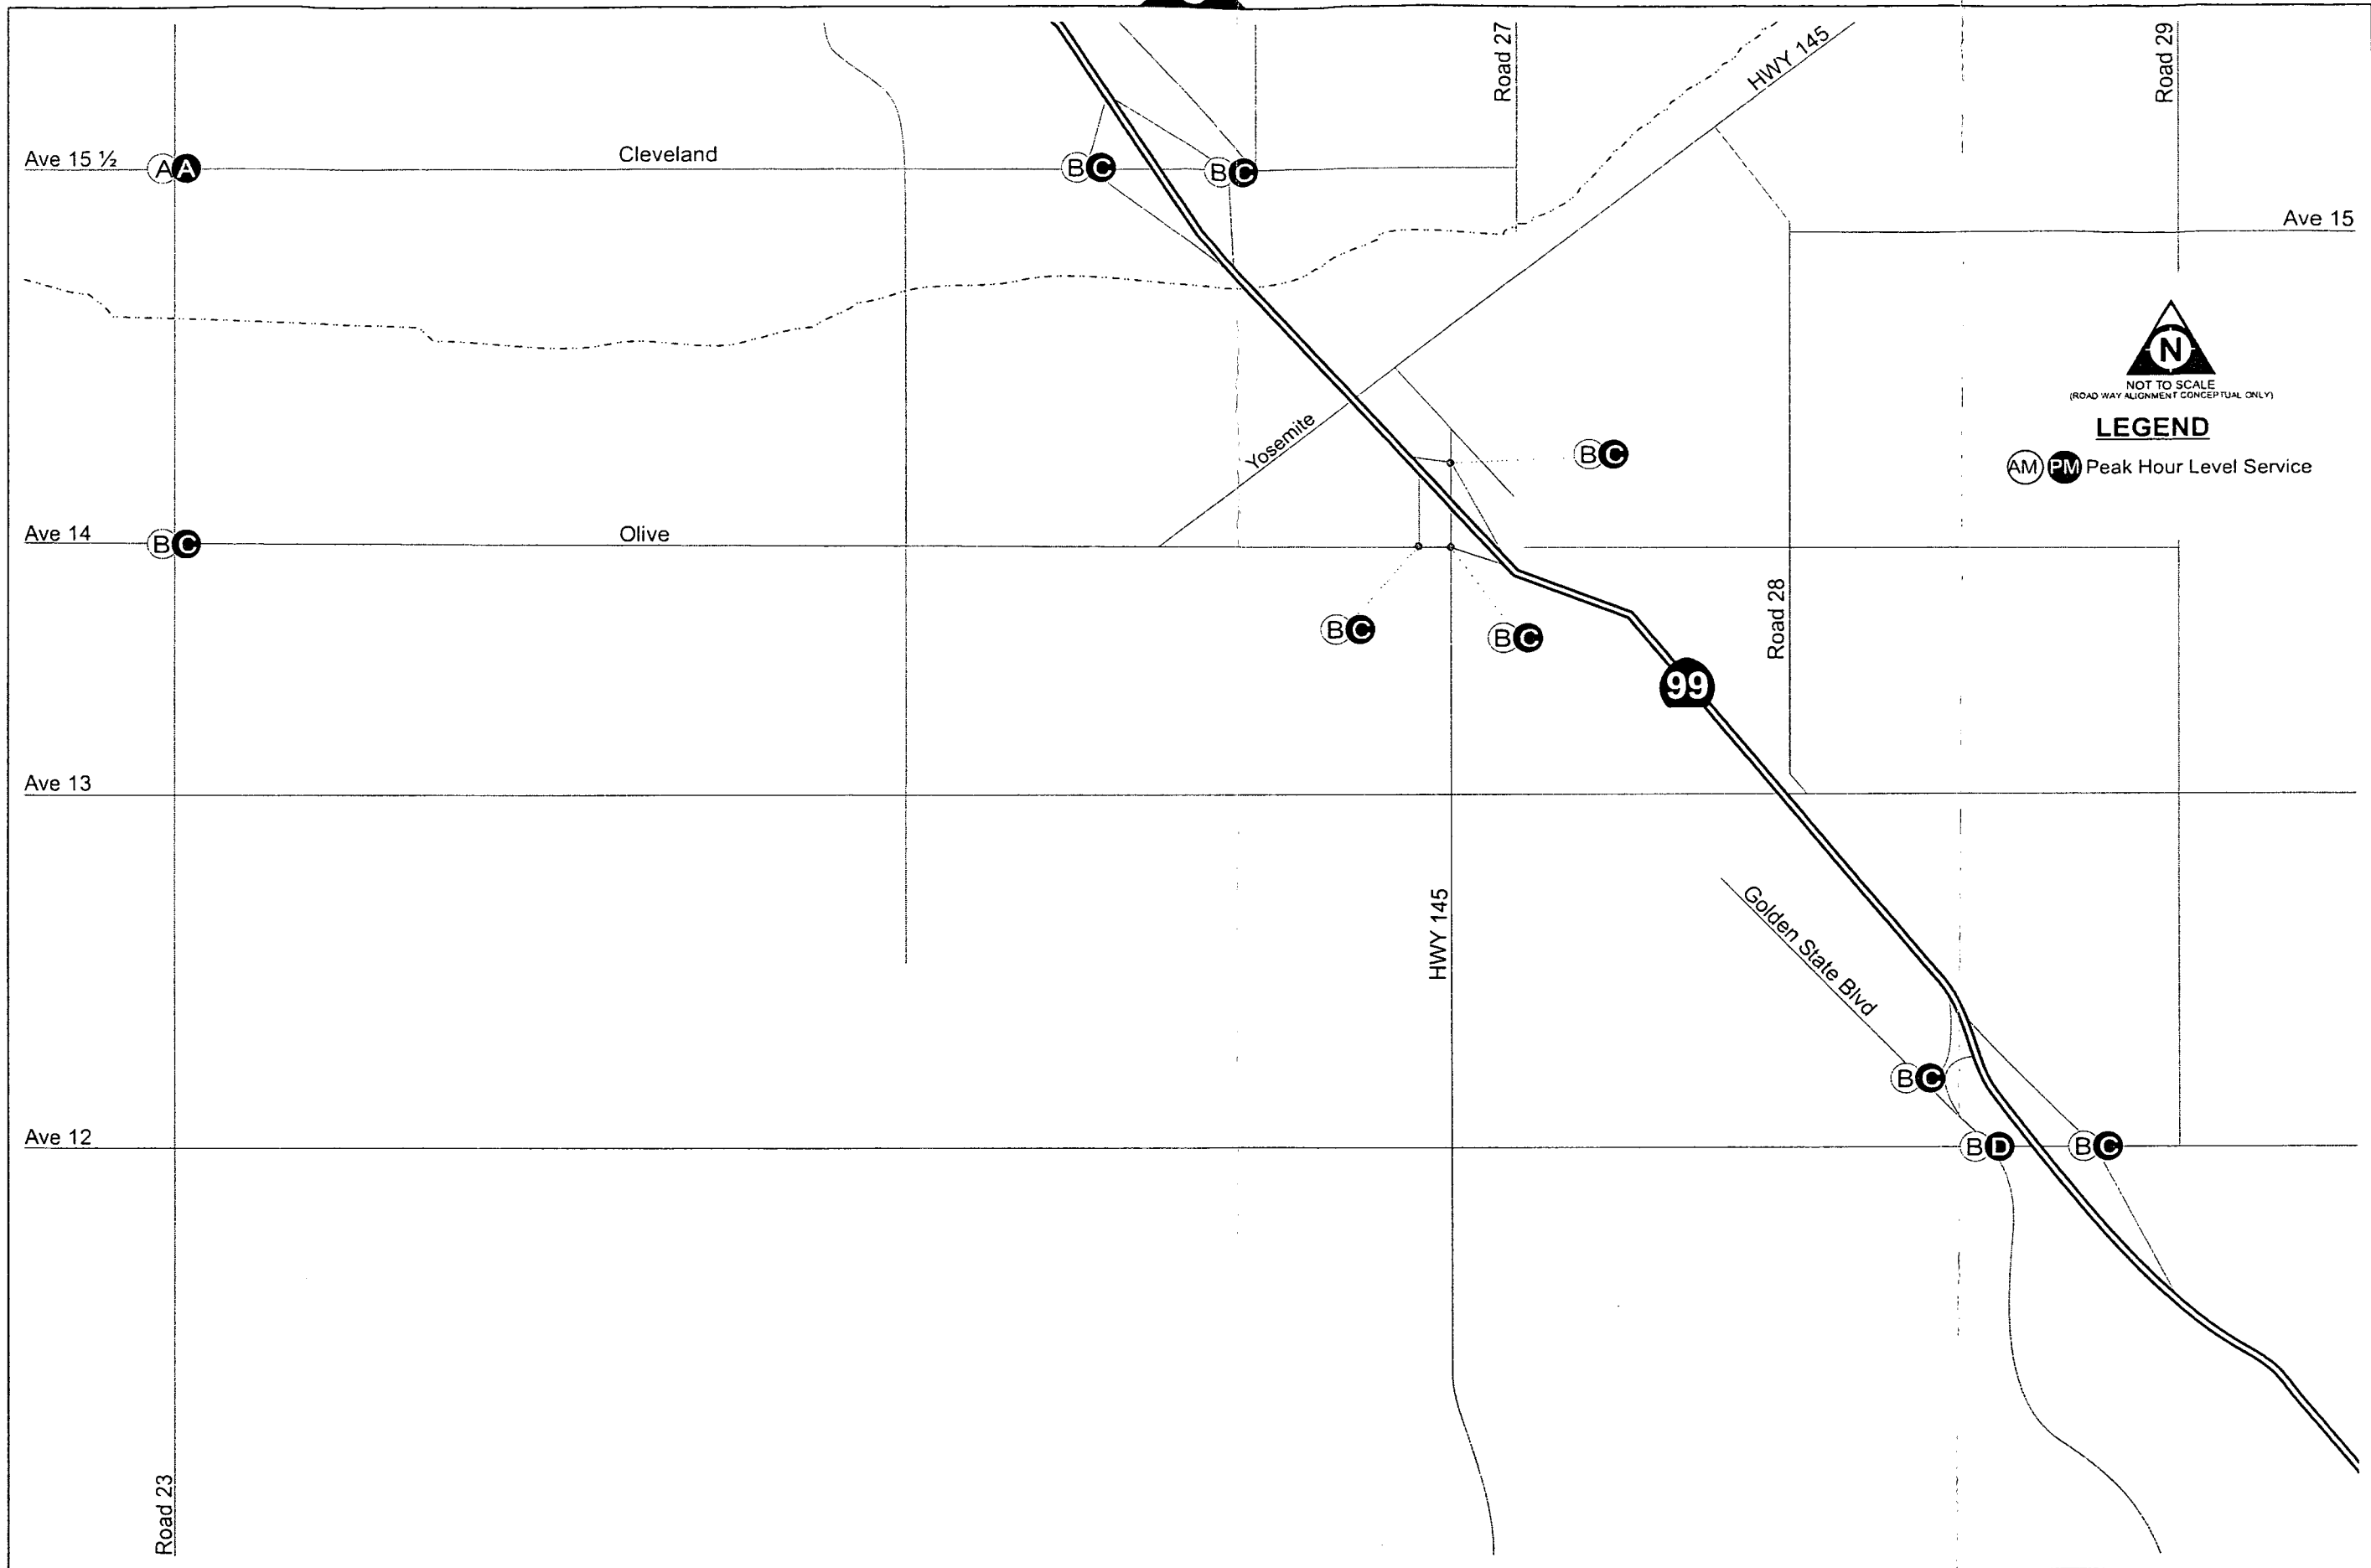 Road 27
HWY 145
Road 29
Ave 15 ½
A A
Cleveland
B C
B C
Ave 15
N
NOT TO SCALE
(ROAD WAY ALIGNMENT CONCEPTUAL ONLY)
LEGEND
AM PM Peak Hour Level Service
Yosemite
B C
Ave 14
B C
Olive
B C
B C
Road 28
99
Ave 13
HWY 145
Golden State Blvd
B C
Ave 12
B D
B C
Road 23